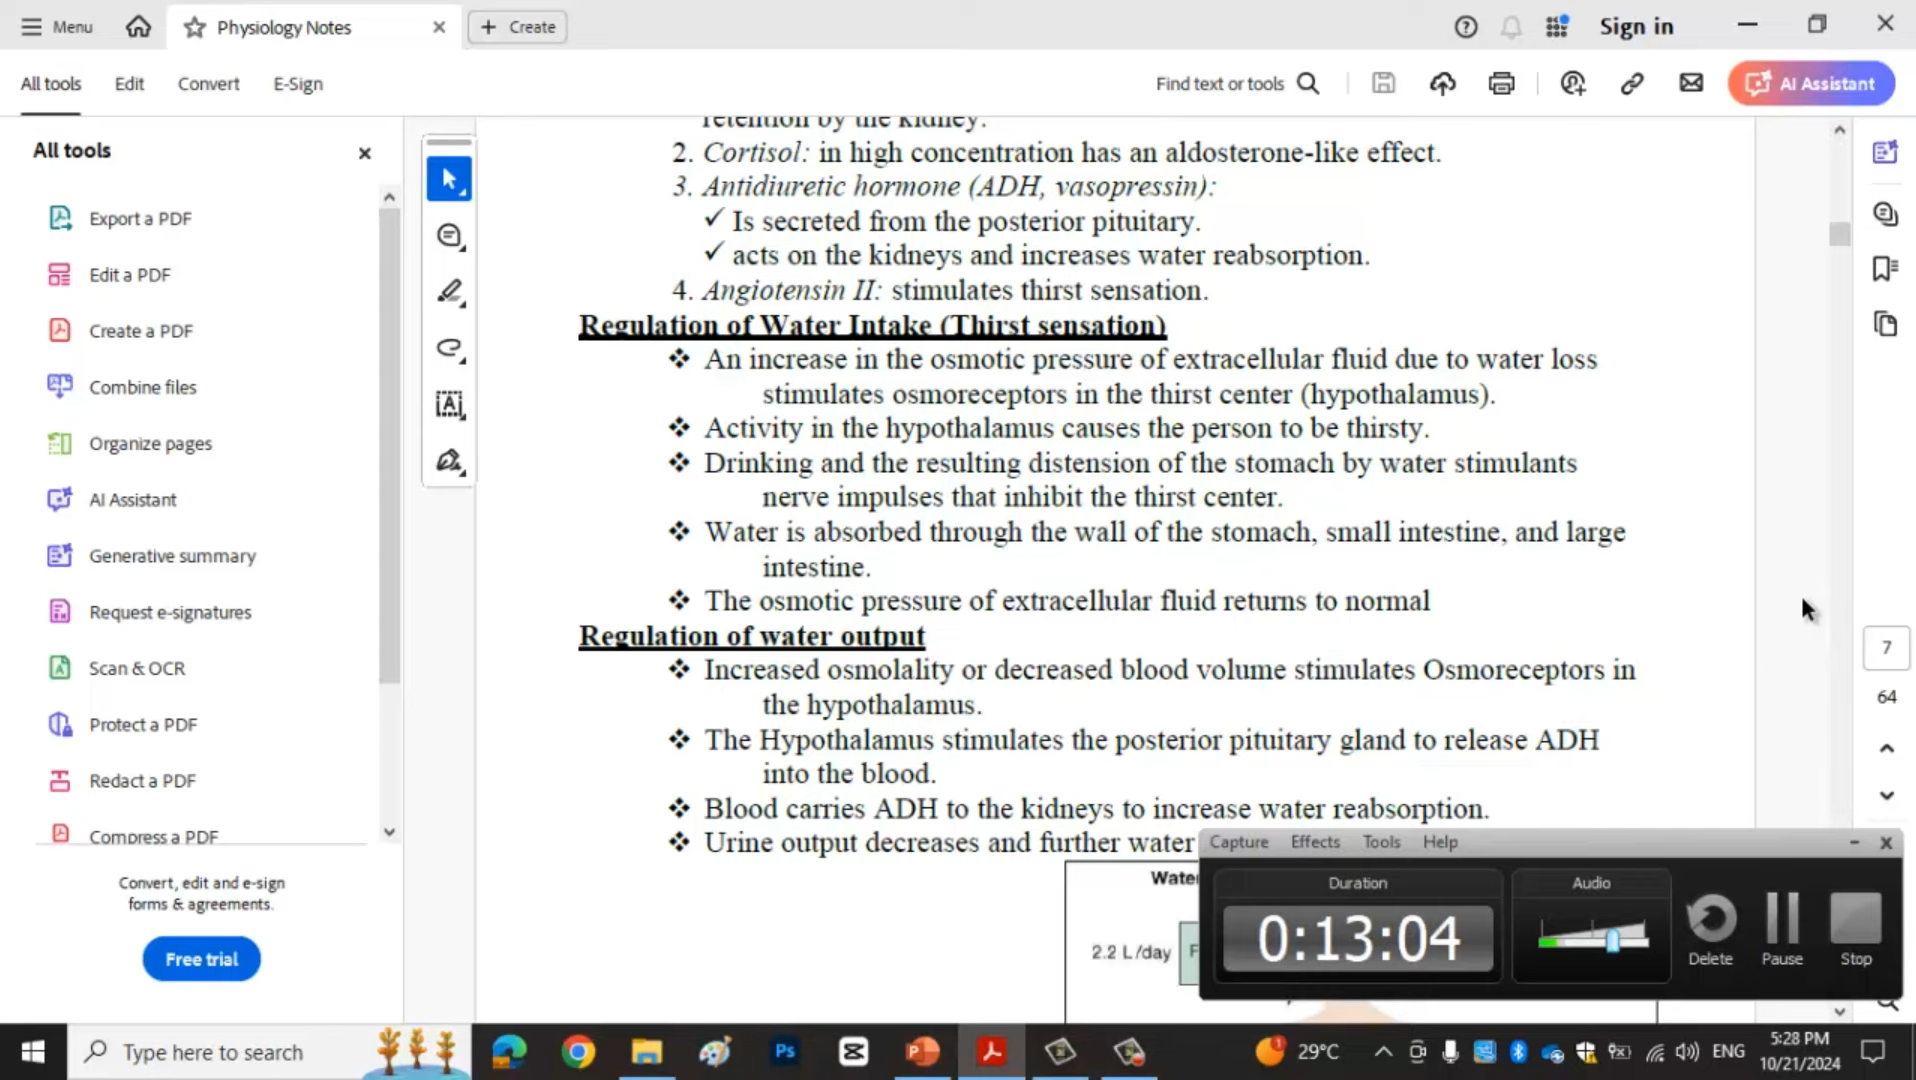 Menu
Physiology Notes
Create
Sign in
All tools
Edit
Convert
E-Sign
Find text or tools
AI Assistant
All tools
Export a PDF
Edit a PDF
Create a PDF
Combine files
Organize pages
AI Assistant
Generative summary
Request e-signatures
Scan & OCR
Protect a PDF
Redact a PDF
Compress a PDF
Convert, edit and e-sign
forms & agreements.
Free trial
retention by the kidney.
2. Cortisol: in high concentration has an aldosterone-like effect.
3. Antidiuretic hormone (ADH, vasopressin):
✓ Is secreted from the posterior pituitary.
✓ acts on the kidneys and increases water reabsorption.
4. Angiotensin II: stimulates thirst sensation.
Regulation of Water Intake (Thirst sensation)
❖ An increase in the osmotic pressure of extracellular fluid due to water loss
stimulates osmoreceptors in the thirst center (hypothalamus).
❖ Activity in the hypothalamus causes the person to be thirsty.
❖ Drinking and the resulting distension of the stomach by water stimulants
nerve impulses that inhibit the thirst center.
❖ Water is absorbed through the wall of the stomach, small intestine, and large
intestine.
❖ The osmotic pressure of extracellular fluid returns to normal
Regulation of water output
❖ Increased osmolality or decreased blood volume stimulates Osmoreceptors in
the hypothalamus.
❖ The Hypothalamus stimulates the posterior pituitary gland to release ADH
into the blood.
❖ Blood carries ADH to the kidneys to increase water reabsorption.
❖ Urine output decreases and further water
Water
2.2 L/day
7
64
Capture
Effects
Tools
Help
Duration
0:13:04
Audio
Delete
Pause
Stop
Type here to search
Ps
29°C
ENG
5:28 PM
10/21/2024